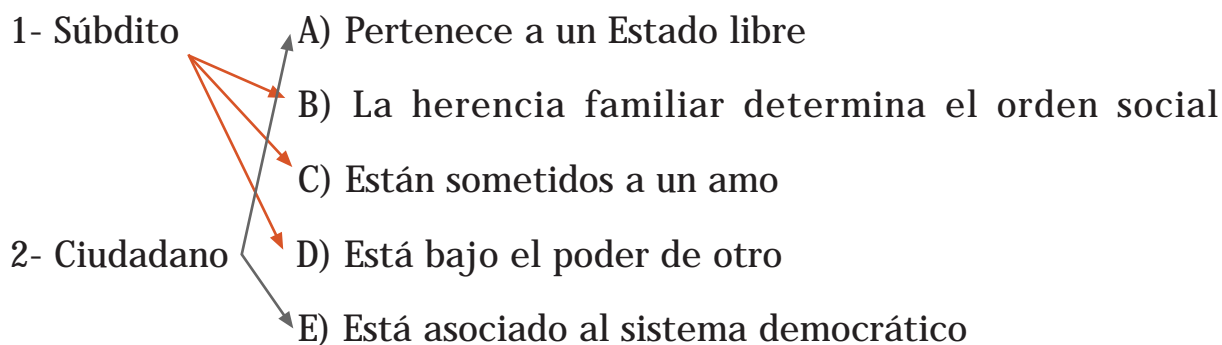 1- Súbdito A) Pertenece a un Estado libre
B) La herencia familiar determina el orden social
C) Están sometidos a un amo
2- Ciudadano D) Está bajo el poder de otro
E) Está asociado al sistema democrático